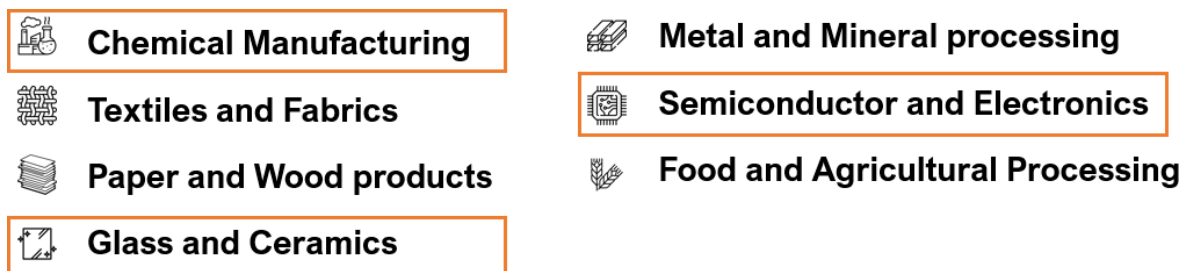 Chemical Manufacturing
Textiles and Fabrics
Paper and Wood products
Glass and Ceramics
Metal and Mineral processing
Semiconductor and Electronics
Food and Agricultural Processing